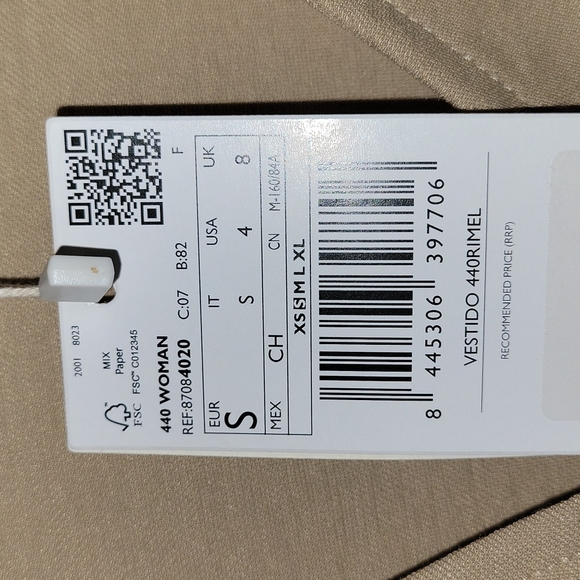 2001 8023
MIX
Paper
FSC™ C012345
FSC
440 WOMAN
REF:87084020 C:07 B:82 F
EUR IT USA UK
S S 4 8
MEX CH CN M-160/84A
XS S M L XL
8 445306 397706
VESTIDO 440RIMEL
RECOMMENDED PRICE (RRP)